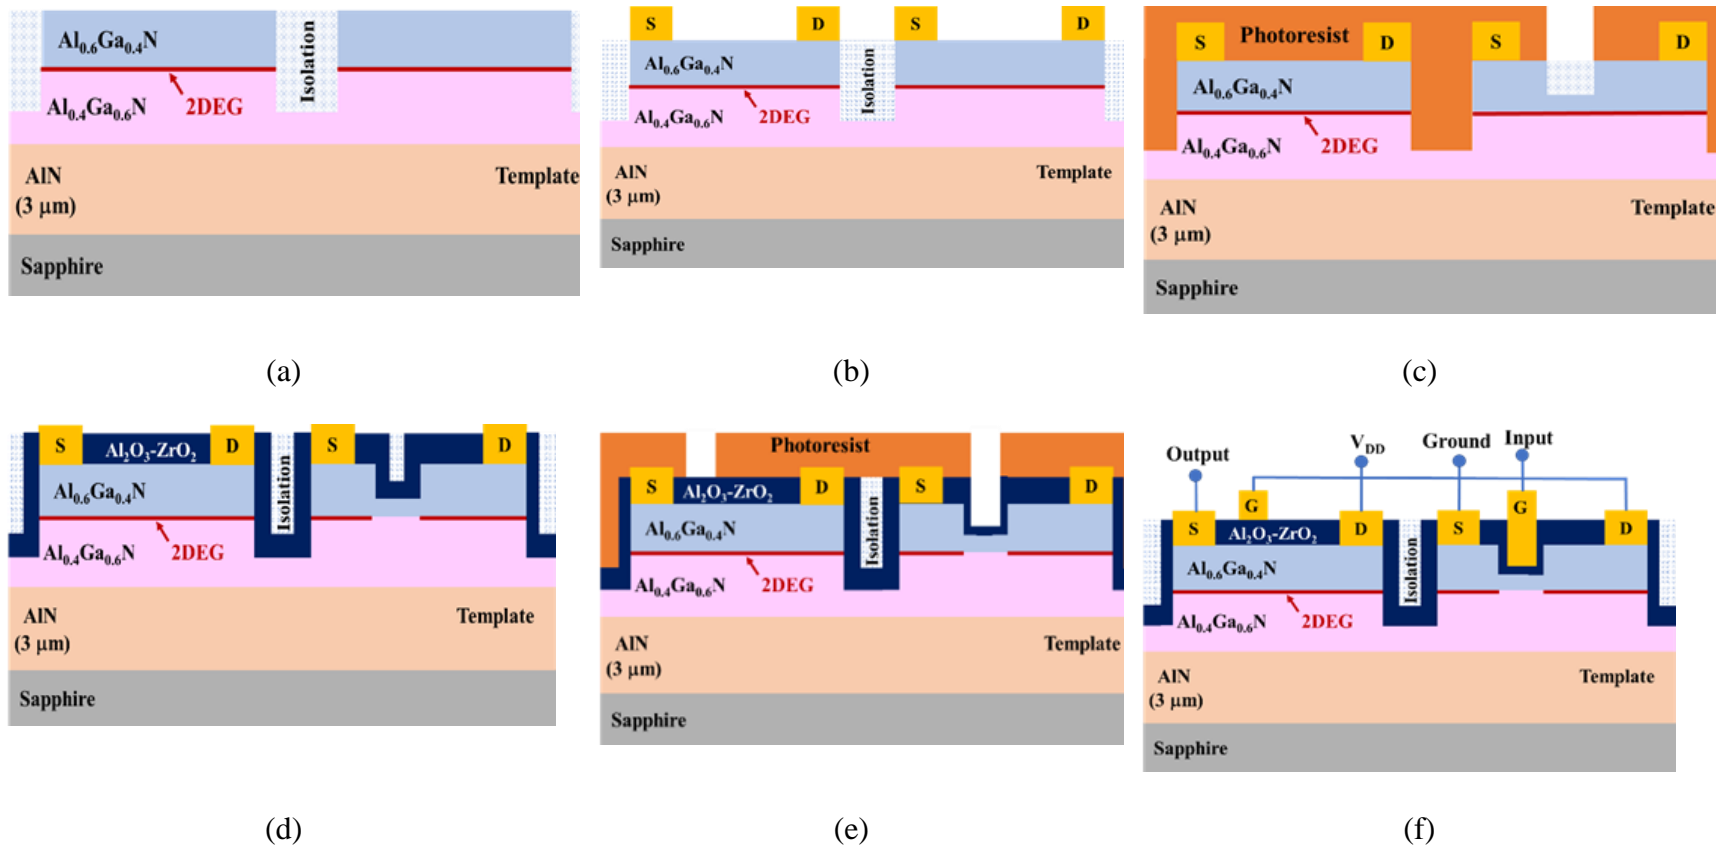 Al₀.₆Ga₀.₄N
Al₀.₄Ga₀.₆N
2DEG
Isolation
AlN
(3 μm)
Template
Sapphire
(a)
S
D
S
D
Al₀.₆Ga₀.₄N
Al₀.₄Ga₀.₆N
2DEG
Isolation
AlN
(3 μm)
Template
Sapphire
(b)
S
Photoresist
D
S
D
Al₀.₆Ga₀.₄N
Al₀.₄Ga₀.₆N
2DEG
AlN
(3 μm)
Template
Sapphire
(c)
S
Al₂O₃-ZrO₂
D
S
D
Al₀.₆Ga₀.₄N
Isolation
Al₀.₄Ga₀.₆N
2DEG
AlN
(3 μm)
Template
Sapphire
(d)
Photoresist
S
Al₂O₃-ZrO₂
D
S
D
Al₀.₆Ga₀.₄N
Isolation
Al₀.₄Ga₀.₆N
2DEG
AlN
(3 μm)
Template
Sapphire
(e)
Output
V_DD
Ground
Input
G
G
S
Al₂O₃-ZrO₂
D
S
D
Al₀.₆Ga₀.₄N
Isolation
Al₀.₄Ga₀.₆N
2DEG
AlN
(3 μm)
Template
Sapphire
(f)